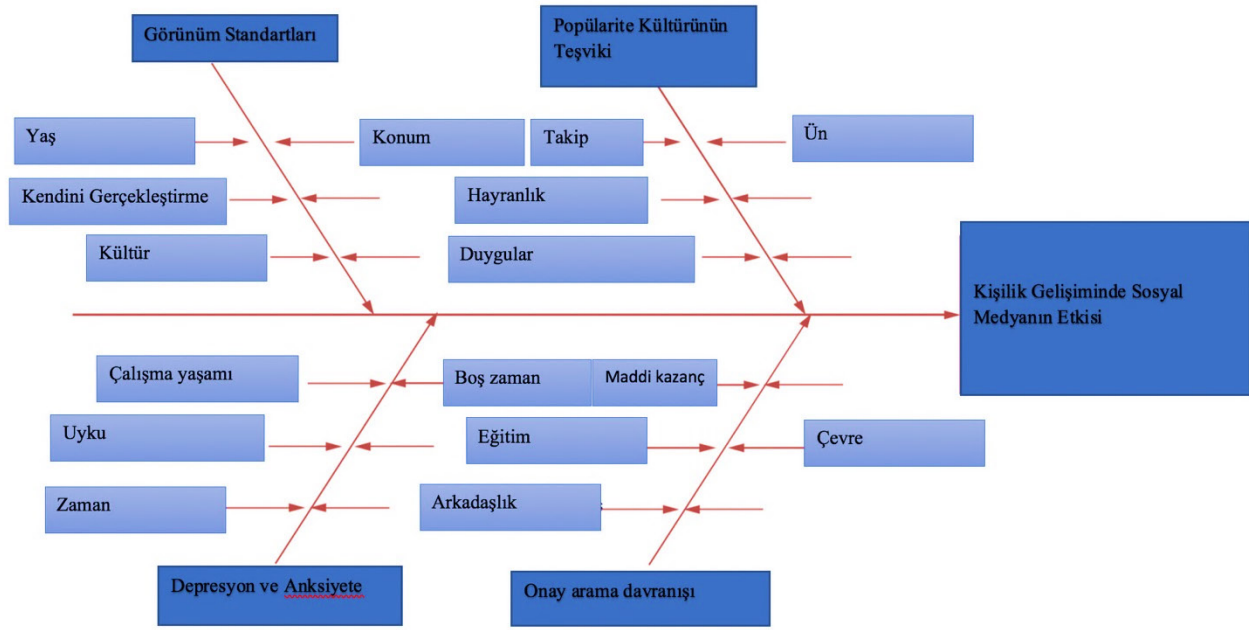 Görünüm Standartları
Popülarite Kültürünün
Teşviki
Yaş
Konum
Takip
Ün
Kendini Gerçekleştirme
Hayranlık
Kültür
Duygular
Kişilik Gelişiminde Sosyal
Medyanın Etkisi
Çalışma yaşamı
Boş zaman
Maddi kazanç
Uyku
Eğitim
Çevre
Zaman
Arkadaşlık
Depresyon ve Anksiyete
Onay arama davranışı